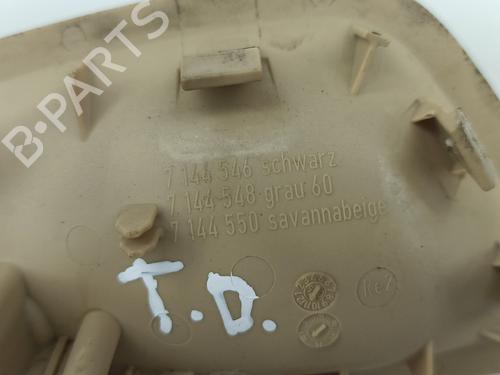 B-PARTS
7 144 546 schwarz
7 144 548 grau 60
7 144 550 savannabeige
T.D.